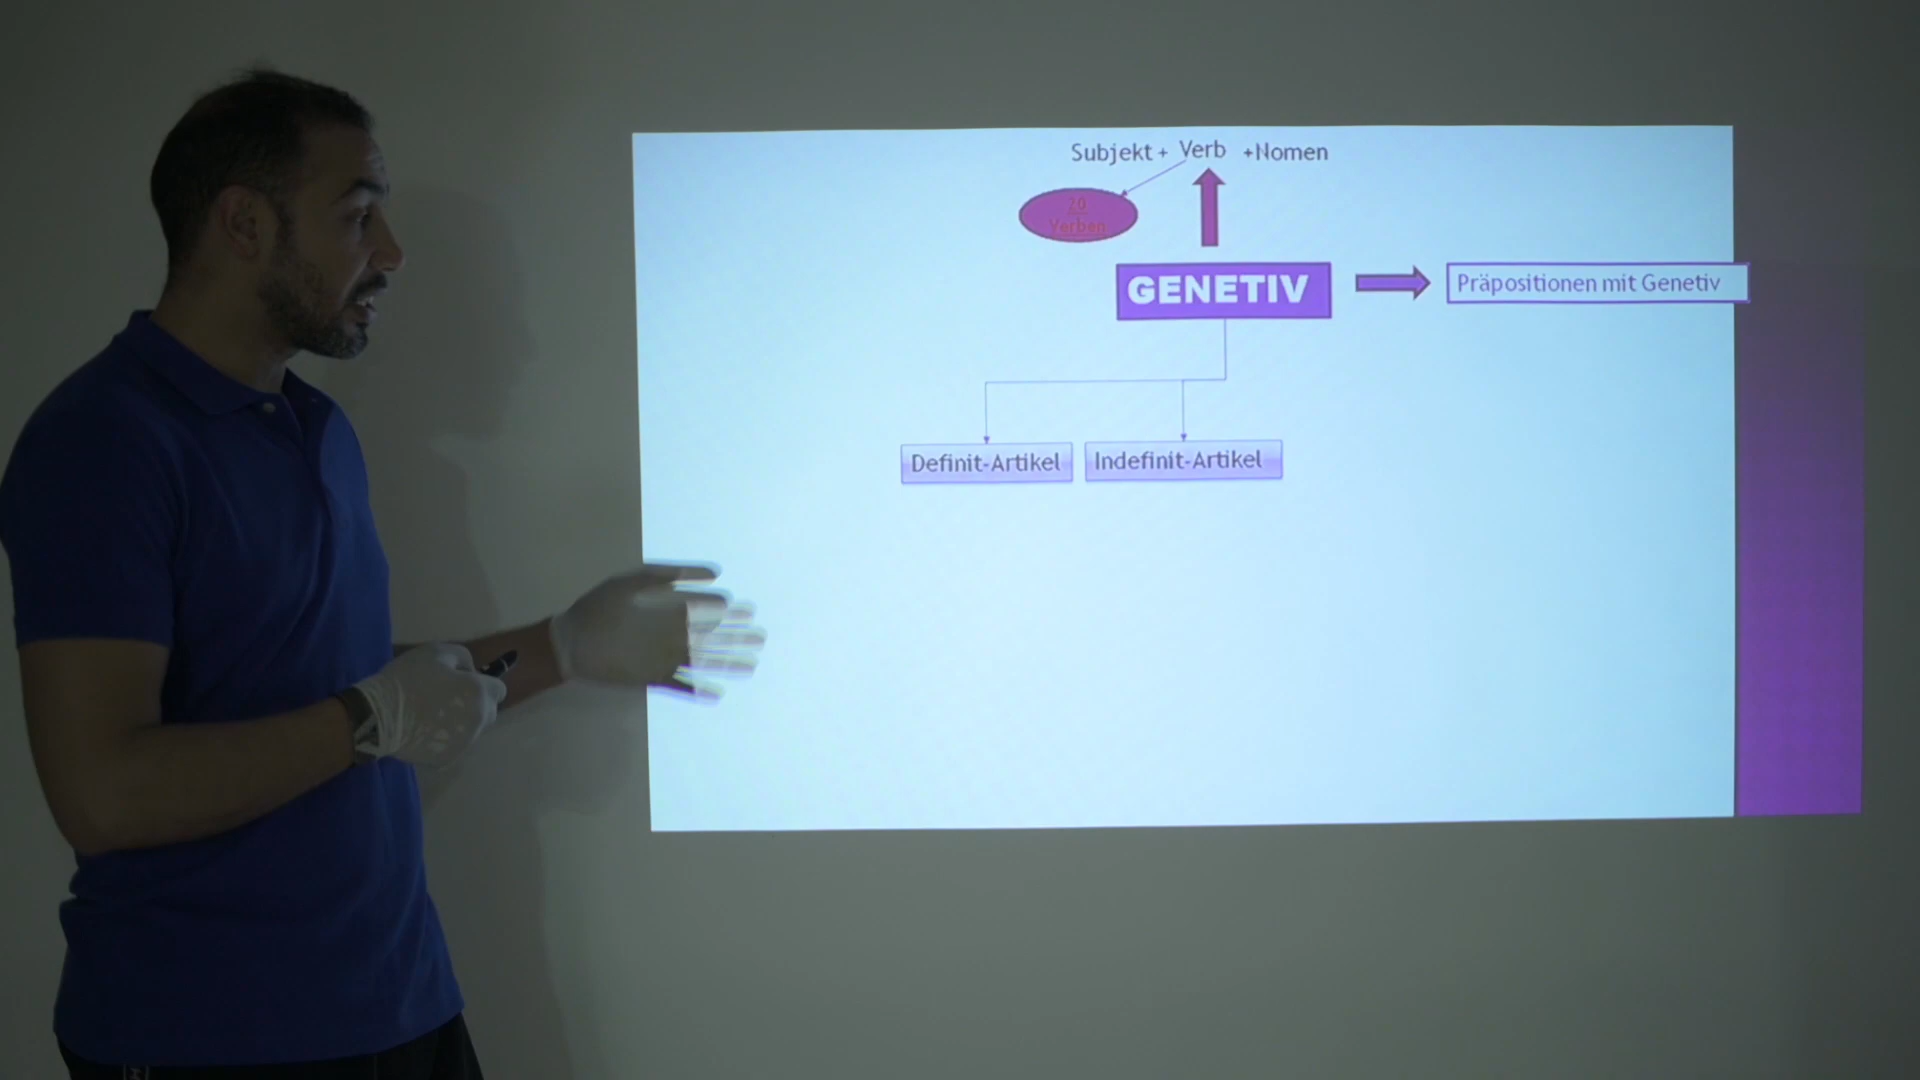 Subjekt + Verb +Nomen
20
Verben
GENETIV
Präpositionen mit Genetiv
Definit-Artikel
Indefinit-Artikel